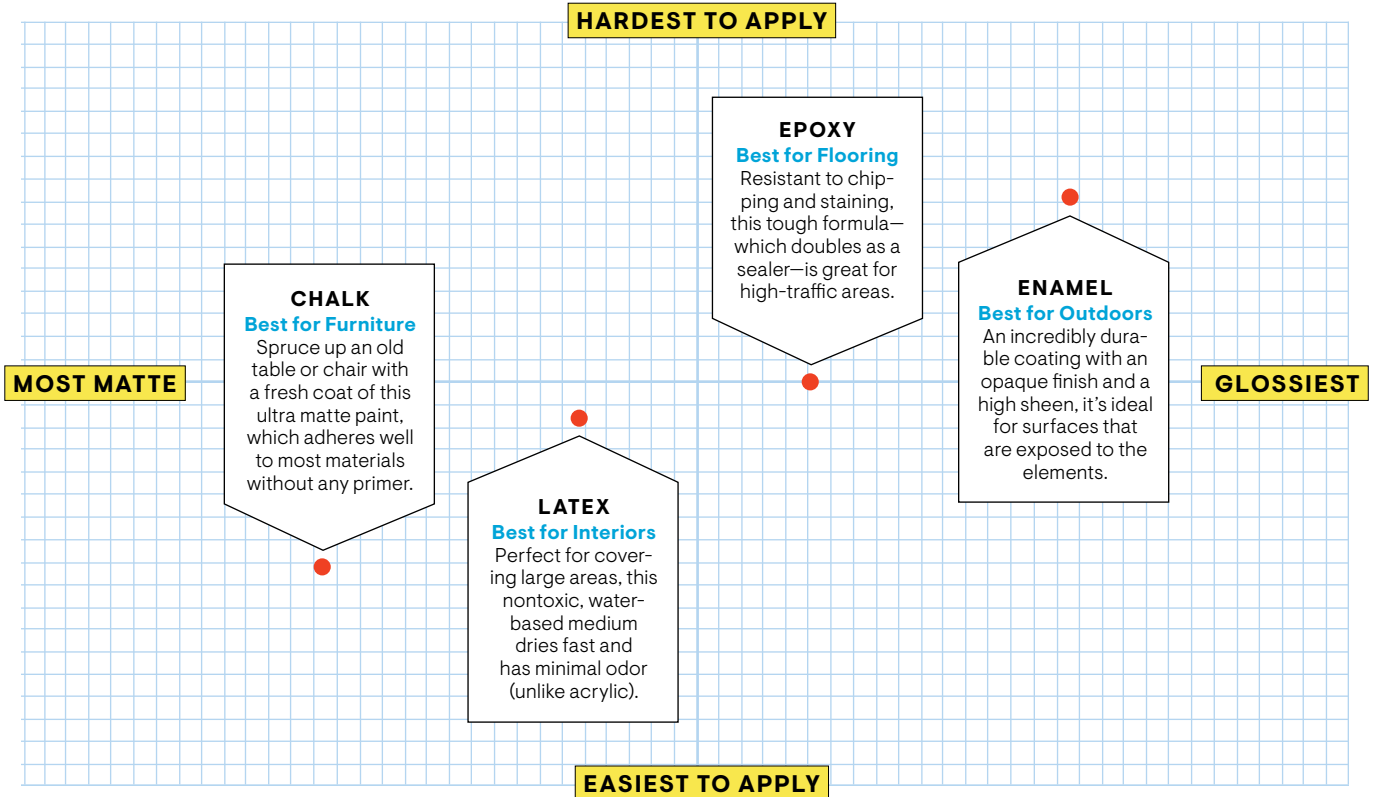 HARDEST TO APPLY
EPOXY
Best for Flooring
Resistant to chip-
ping and staining,
this tough formula—
which doubles as a
sealer—is great for
high-traffic areas.
ENAMEL
Best for Outdoors
An incredibly dura-
ble coating with an
opaque finish and a
high sheen, it's ideal
for surfaces that
are exposed to the
elements.
CHALK
Best for Furniture
Spruce up an old
table or chair with
a fresh coat of this
ultra matte paint,
which adheres well
to most materials
without any primer.
MOST MATTE
GLOSSIEST
LATEX
Best for Interiors
Perfect for cover-
ing large areas, this
nontoxic, water-
based medium
dries fast and
has minimal odor
(unlike acrylic).
EASIEST TO APPLY